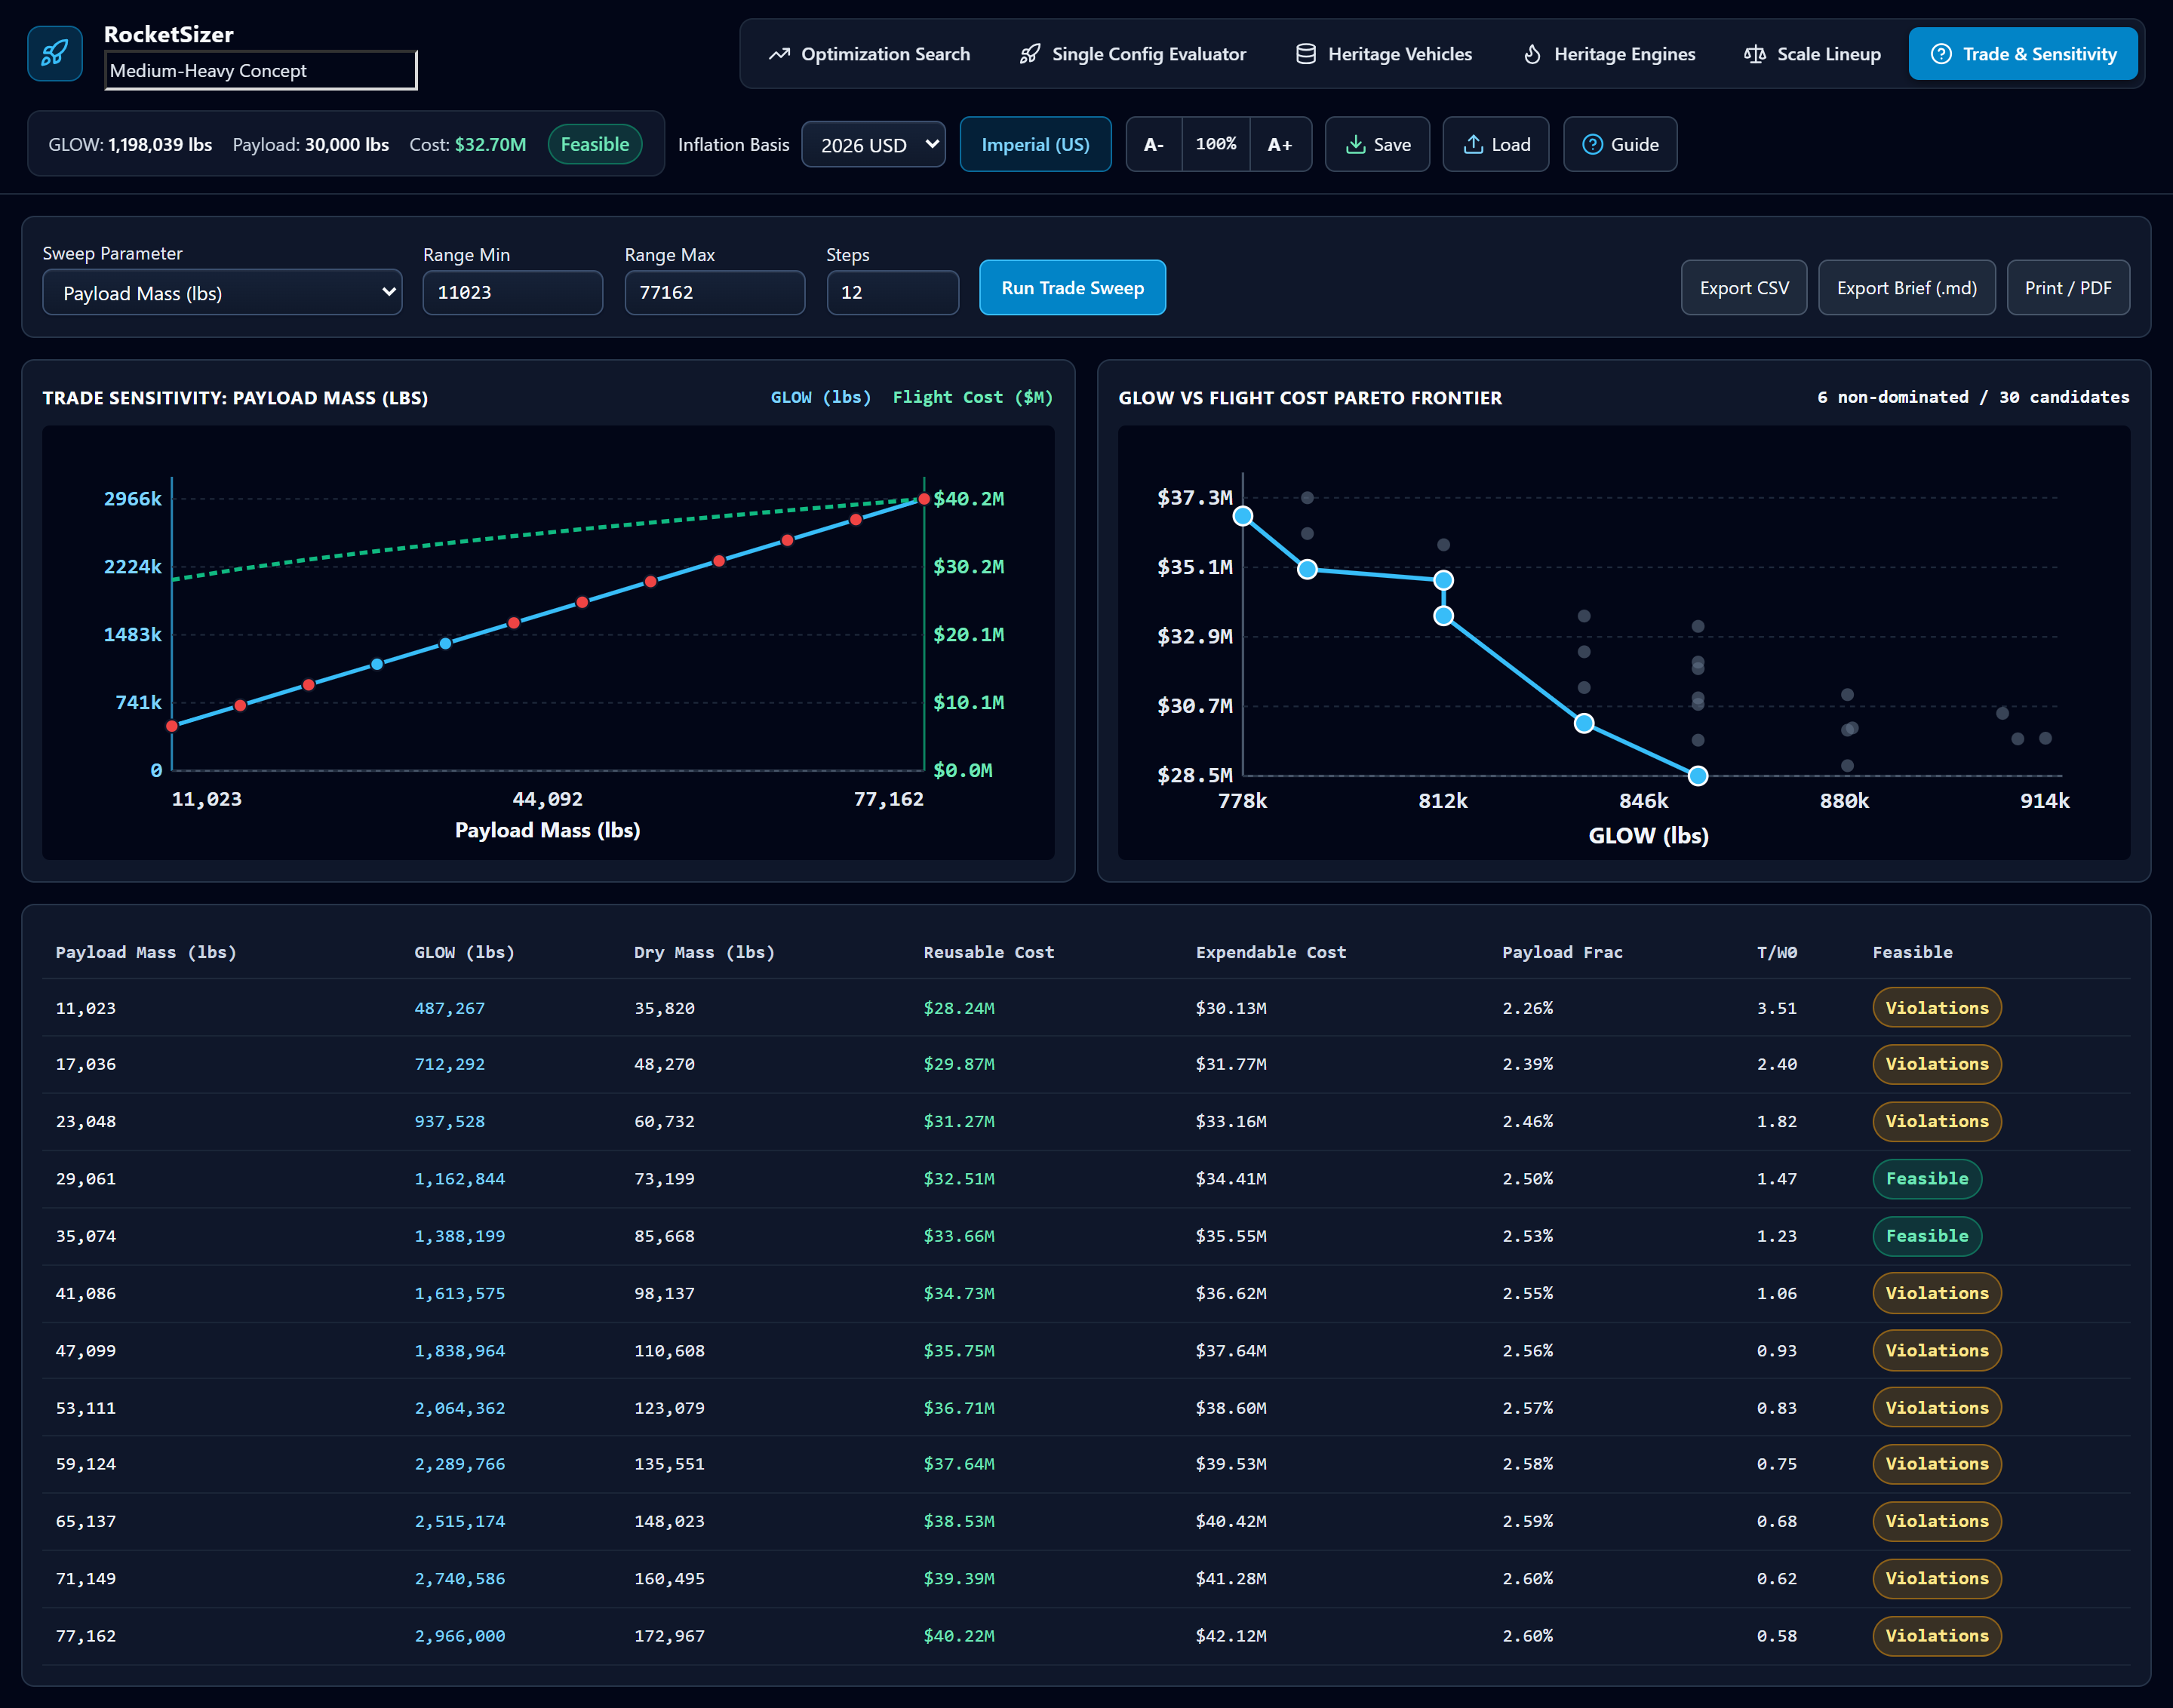 RocketSizer
Medium-Heavy Concept
Optimization Search Single Config Evaluator Heritage Vehicles Heritage Engines Scale Lineup Trade & Sensitivity
GLOW: 1,198,039 lbs Payload: 30,000 lbs Cost: $32.70M Feasible Inflation Basis 2026 USD Imperial (US) A- 100% A+ Save Load Guide
Sweep Parameter Range Min Range Max Steps
Payload Mass (lbs) 11023 77162 12 Run Trade Sweep Export CSV Export Brief (.md) Print / PDF
TRADE SENSITIVITY: PAYLOAD MASS (LBS) GLOW (lbs) Flight Cost ($M)
2966k $40.2M
2224k $30.2M
1483k $20.1M
741k $10.1M
0 $0.0M
11,023 44,092 77,162
Payload Mass (lbs)
GLOW VS FLIGHT COST PARETO FRONTIER 6 non-dominated / 30 candidates
$37.3M
$35.1M
$32.9M
$30.7M
$28.5M
778k 812k 846k 880k 914k
GLOW (lbs)
Payload Mass (lbs) GLOW (lbs) Dry Mass (lbs) Reusable Cost Expendable Cost Payload Frac T/W0 Feasible
11,023 487,267 35,820 $28.24M $30.13M 2.26% 3.51 Violations
17,036 712,292 48,270 $29.87M $31.77M 2.39% 2.40 Violations
23,048 937,528 60,732 $31.27M $33.16M 2.46% 1.82 Violations
29,061 1,162,844 73,199 $32.51M $34.41M 2.50% 1.47 Feasible
35,074 1,388,199 85,668 $33.66M $35.55M 2.53% 1.23 Feasible
41,086 1,613,575 98,137 $34.73M $36.62M 2.55% 1.06 Violations
47,099 1,838,964 110,608 $35.75M $37.64M 2.56% 0.93 Violations
53,111 2,064,362 123,079 $36.71M $38.60M 2.57% 0.83 Violations
59,124 2,289,766 135,551 $37.64M $39.53M 2.58% 0.75 Violations
65,137 2,515,174 148,023 $38.53M $40.42M 2.59% 0.68 Violations
71,149 2,740,586 160,495 $39.39M $41.28M 2.60% 0.62 Violations
77,162 2,966,000 172,967 $40.22M $42.12M 2.60% 0.58 Violations